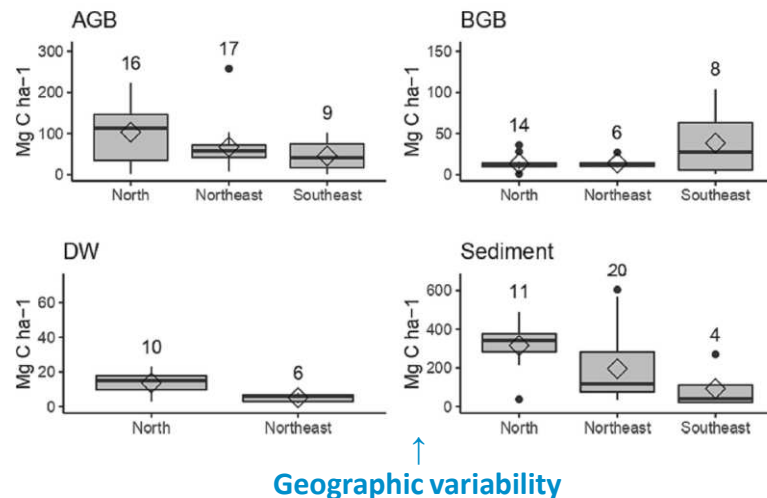 AGB
Mg C ha−1
300
200
100
0
16
17
9
North Northeast Southeast
BGB
Mg C ha−1
150
100
50
0
14
6
8
North Northeast Southeast
DW
Mg C ha−1
60
40
20
0
10
6
North Northeast
Sediment
Mg C ha−1
600
400
200
0
11
20
4
North Northeast Southeast
↑
Geographic variability